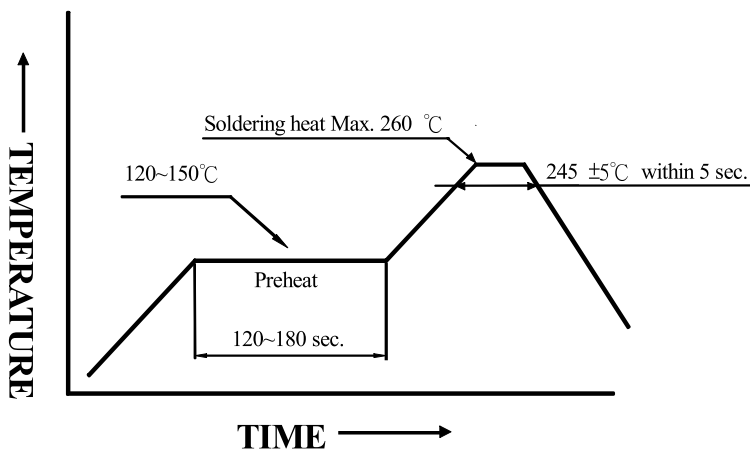 Soldering heat Max. 260 ℃
120~150℃
245 ±5℃ within 5 sec.
Preheat
120~180 sec.
TEMPERATURE
TIME